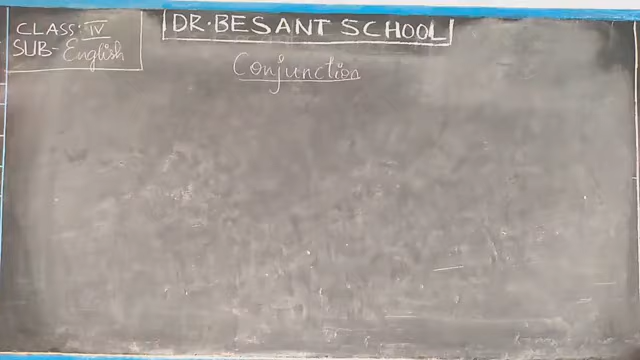 CLASS: IV
DR. BESANT SCHOOL
SUB- English
Conjunction